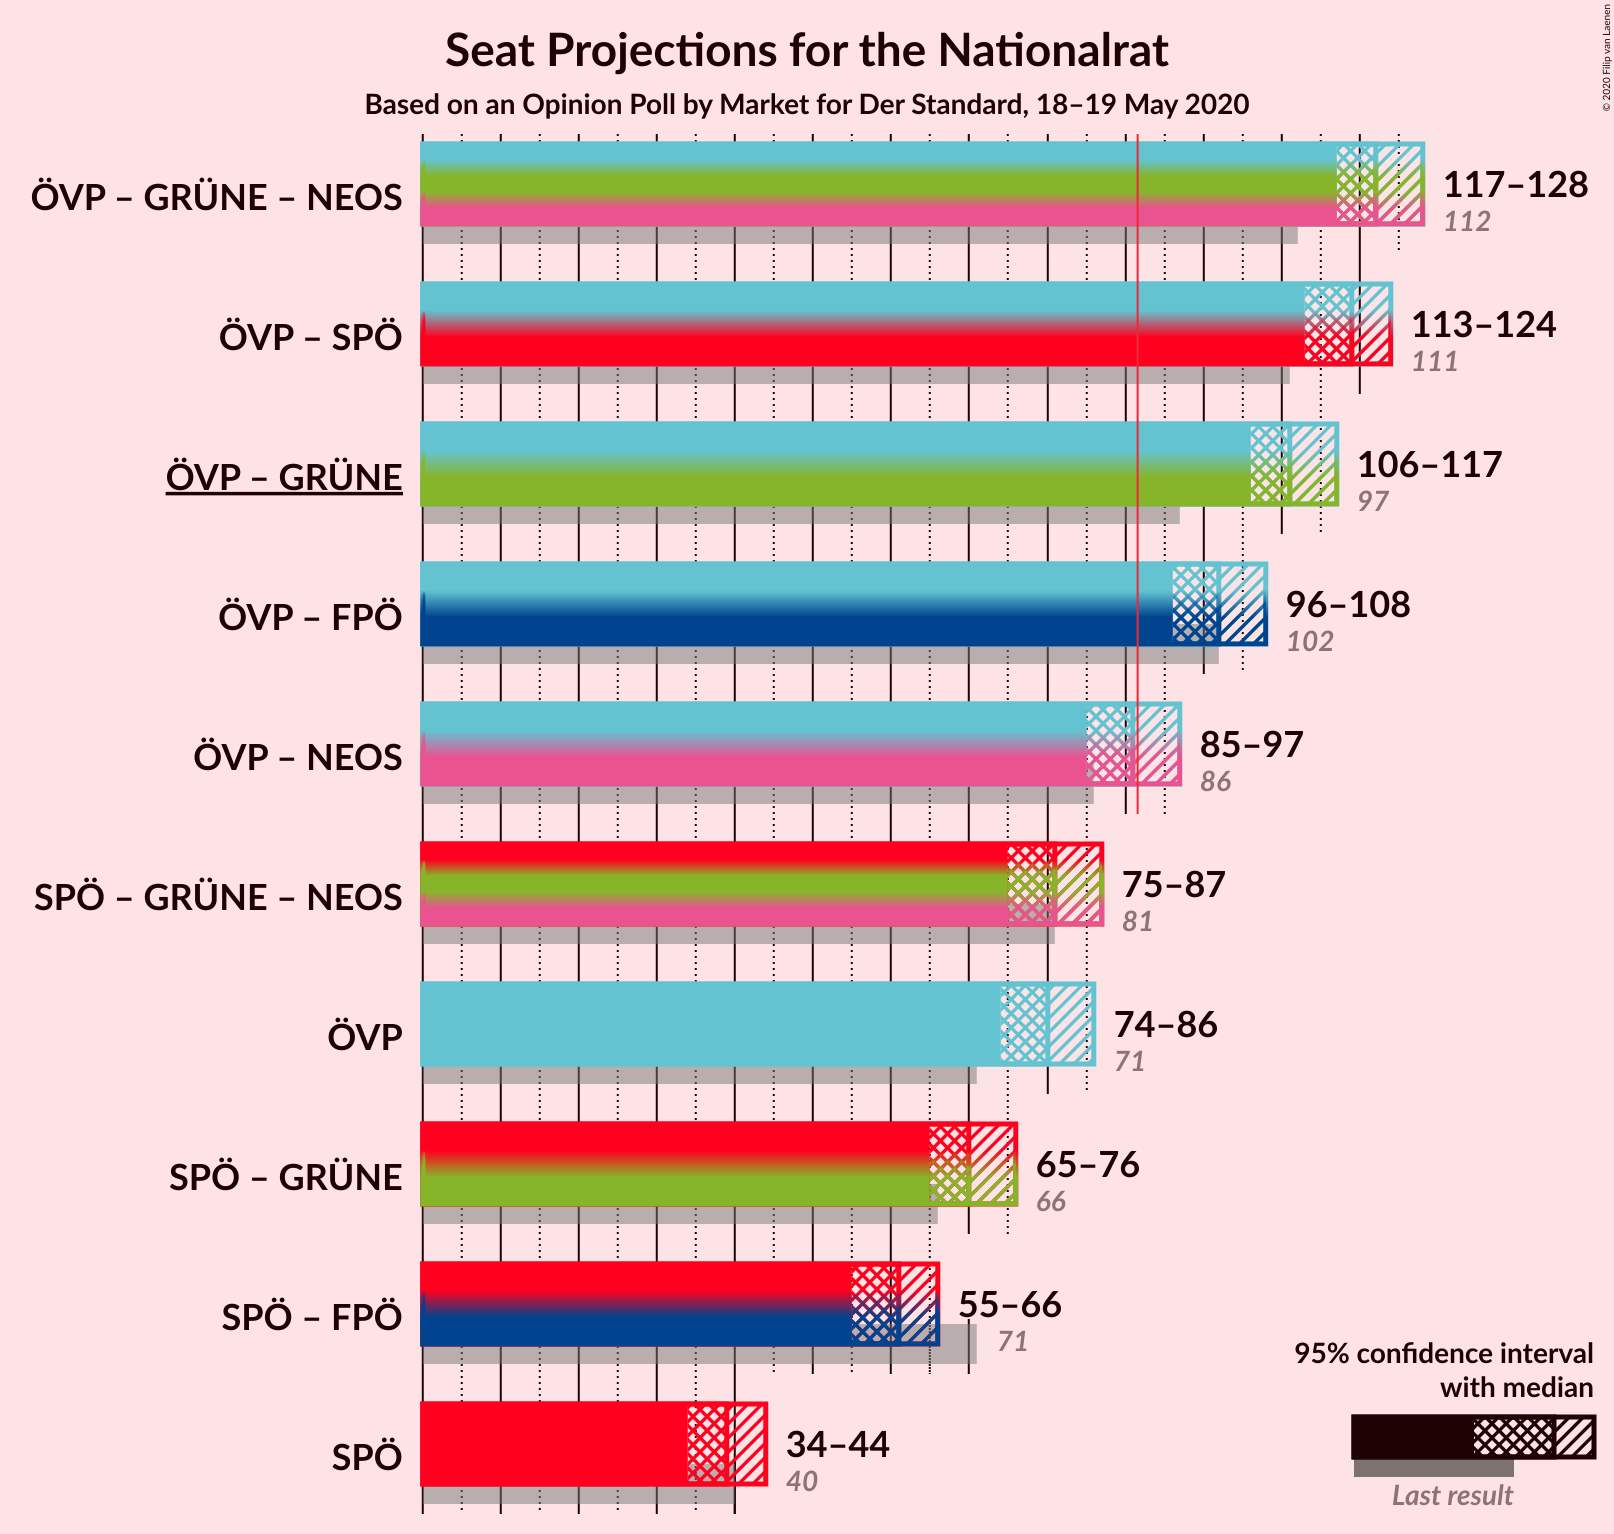 Seat Projections for the Nationalrat
Based on an Opinion Poll by Market for Der Standard, 18–19 May 2020
© 2020 Filip van Laenen
ÖVP – GRÜNE – NEOS
117–128
112
ÖVP – SPÖ
113–124
111
ÖVP – GRÜNE
106–117
97
ÖVP – FPÖ
96–108
102
ÖVP – NEOS
85–97
86
SPÖ – GRÜNE – NEOS
75–87
81
ÖVP
74–86
71
SPÖ – GRÜNE
65–76
66
SPÖ – FPÖ
55–66
71
SPÖ
34–44
40
95% confidence interval
with median
Last result